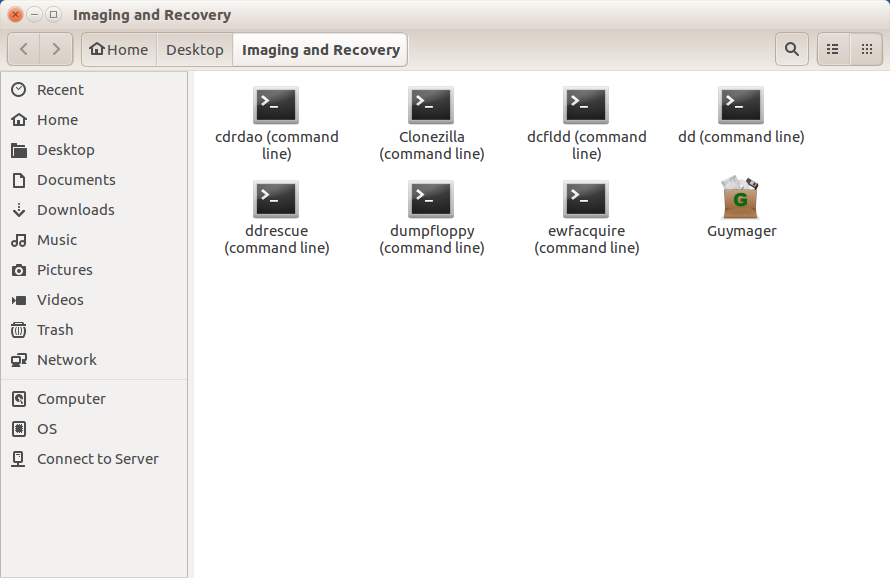 Imaging and Recovery
Home Desktop Imaging and Recovery
Recent
Home
Desktop
Documents
Downloads
Music
Pictures
Videos
Trash
Network
Computer
OS
Connect to Server
cdrdao (command
line)
Clonezilla
(command line)
dcfldd (command
line)
dd (command line)
ddrescue
(command line)
dumpfloppy
(command line)
ewfacquire
(command line)
G
Guymager